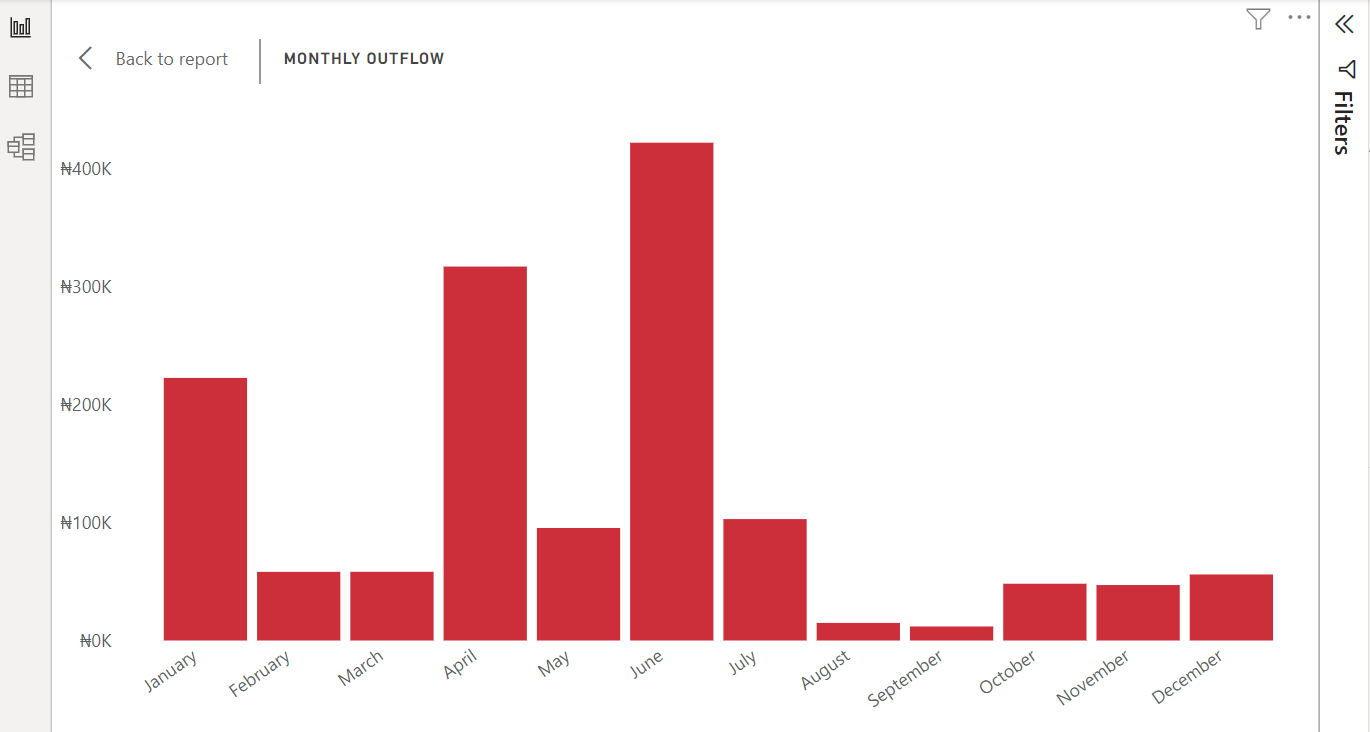 Back to report
MONTHLY OUTFLOW
Filters
₦400K
₦300K
₦200K
₦100K
₦0K
January
February
March
April
May
June
July
August
September
October
November
December